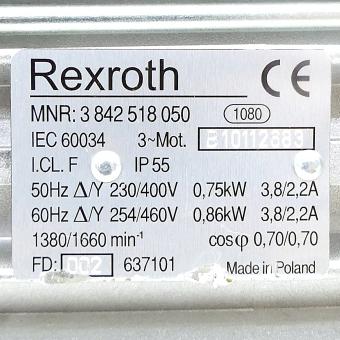 Rexroth CE
MNR: 3 842 518 050 1080
IEC 60034 3~Mot. E10112883
I.CL. F IP 55
50Hz Δ/Y 230/400V 0,75kW 3,8/2,2A
60Hz Δ/Y 254/460V 0,86kW 3,8/2,2A
1380/1660 min⁻¹ cosφ 0,70/0,70
FD: 002 637101 Made in Poland